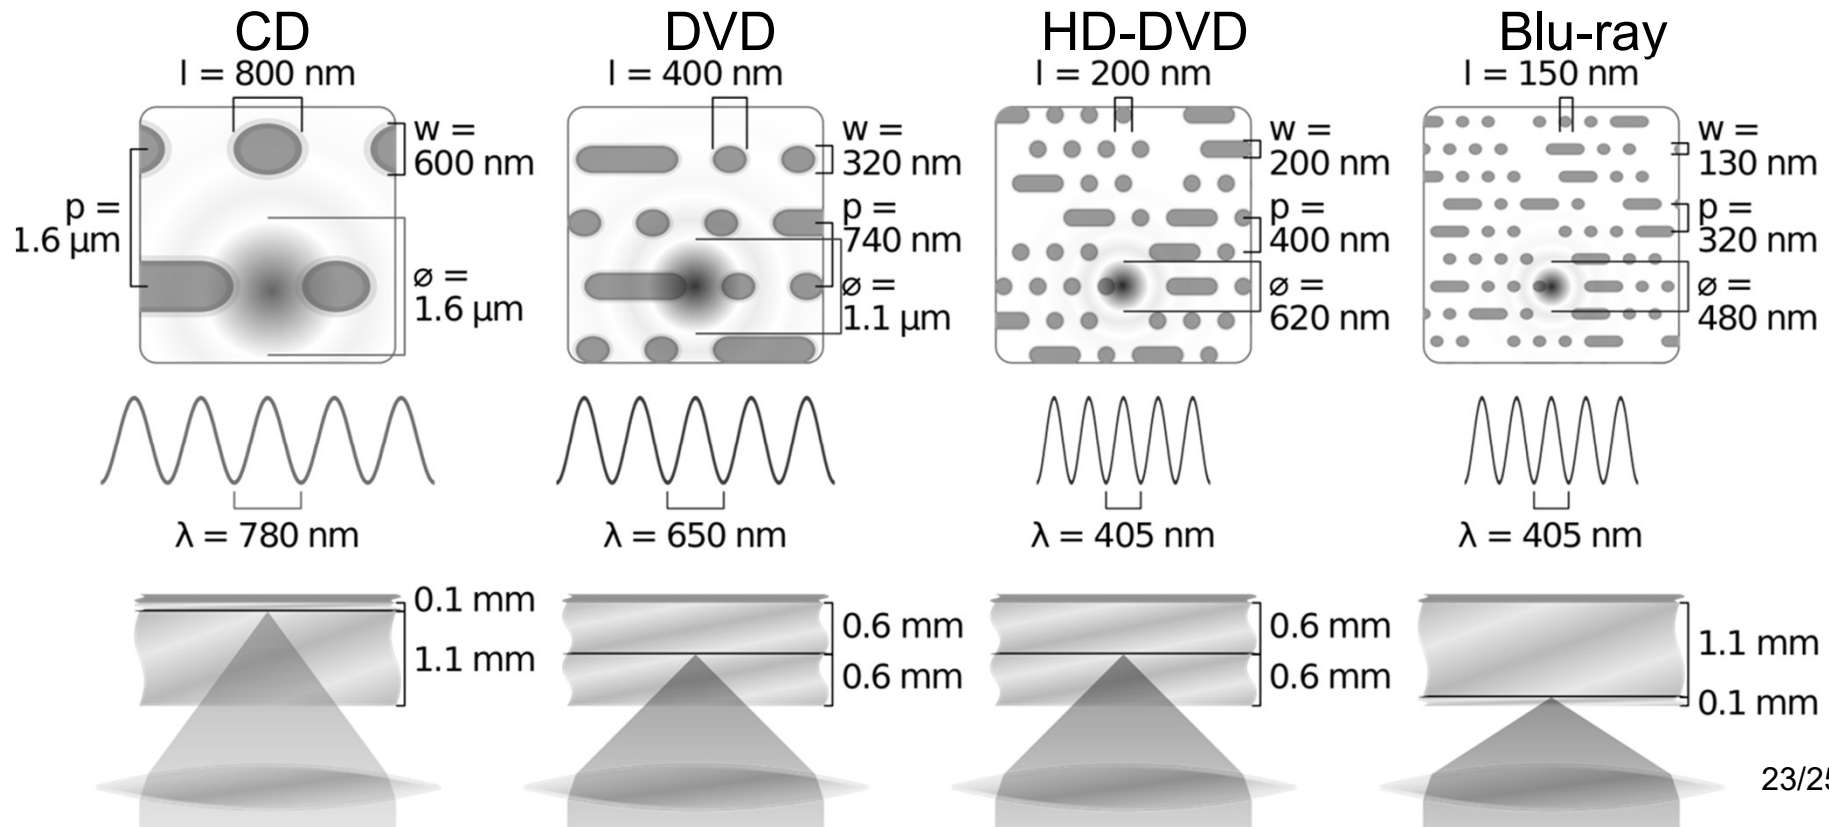 CD
l = 800 nm
w =
600 nm
p =
1.6 µm
⌀ =
1.6 µm
λ = 780 nm
0.1 mm
1.1 mm
DVD
l = 400 nm
w =
320 nm
p =
740 nm
⌀ =
1.1 µm
λ = 650 nm
0.6 mm
0.6 mm
HD-DVD
l = 200 nm
w =
200 nm
p =
400 nm
⌀ =
620 nm
λ = 405 nm
0.6 mm
0.6 mm
Blu-ray
l = 150 nm
w =
130 nm
p =
320 nm
⌀ =
480 nm
λ = 405 nm
1.1 mm
0.1 mm
23/25